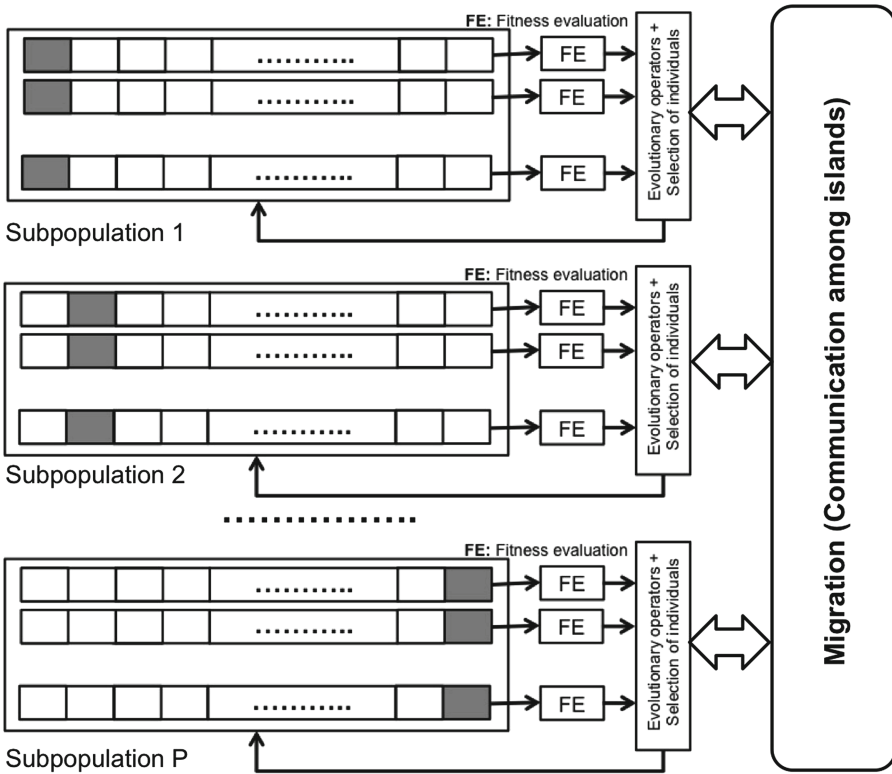 FE: Fitness evaluation
............
FE
............
FE
............
FE
Evolutionary operators +
Selection of individuals
Subpopulation 1
FE: Fitness evaluation
............
FE
............
FE
............
FE
Evolutionary operators +
Selection of individuals
Subpopulation 2
................
FE: Fitness evaluation
............
FE
............
FE
............
FE
Evolutionary operators +
Selection of individuals
Subpopulation P
Migration (Communication among islands)